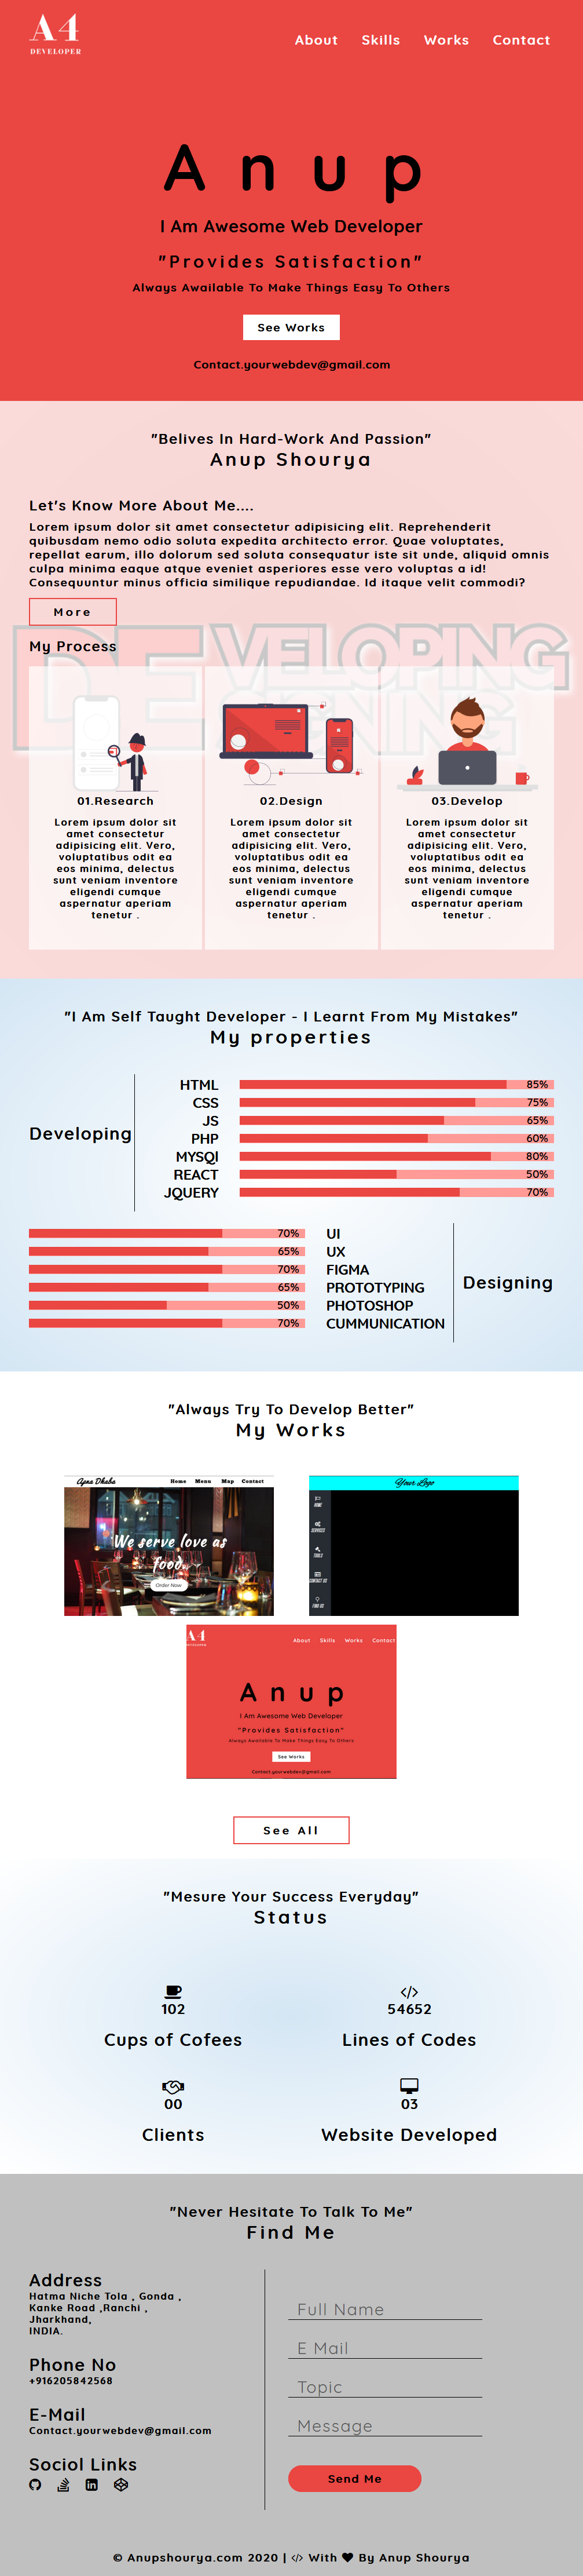 A4
DEVELOPER
About Skills Works Contact
Anup
I Am Awesome Web Developer
"Provides Satisfaction"
Always Awailable To Make Things Easy To Others
See Works
Contact.yourwebdev@gmail.com
"Belives In Hard-Work And Passion"
Anup Shourya
Let's Know More About Me....
Lorem ipsum dolor sit amet consectetur adipisicing elit. Reprehenderit
quibusdam nemo odio soluta expedita architecto error. Quae voluptates,
repellat earum, illo dolorum sed soluta consequatur iste sit unde, aliquid omnis
culpa minima eaque atque eveniet asperiores esse vero voluptas a id!
Consequuntur minus officia similique repudiandae. Id itaque velit commodi?
More
My Process
01.Research
Lorem ipsum dolor sit
amet consectetur
adipisicing elit. Vero,
voluptatibus odit ea
eos minima, delectus
sunt veniam inventore
eligendi cumque
aspernatur aperiam
tenetur .
02.Design
Lorem ipsum dolor sit
amet consectetur
adipisicing elit. Vero,
voluptatibus odit ea
eos minima, delectus
sunt veniam inventore
eligendi cumque
aspernatur aperiam
tenetur .
03.Develop
Lorem ipsum dolor sit
amet consectetur
adipisicing elit. Vero,
voluptatibus odit ea
eos minima, delectus
sunt veniam inventore
eligendi cumque
aspernatur aperiam
tenetur .
"I Am Self Taught Developer - I Learnt From My Mistakes"
My properties
Developing
HTML 85%
CSS 75%
JS 65%
PHP 60%
MYSQl 80%
REACT 50%
JQUERY 70%
70% UI
65% UX
70% FIGMA
65% PROTOTYPING
50% PHOTOSHOP
70% CUMMUNICATION
Designing
"Always Try To Develop Better"
My Works
Apna Dhaba
Home Menu Map Contact
We serve love as
food..
Order Now
Your Logo
HOME
SERVICES
TOOLS
CONTACT US
FIND US
A4
DEVELOPER
About Skills Works Contact
Anup
I Am Awesome Web Developer
"Provides Satisfaction"
Always Awailable To Make Things Easy To Others
See Works
Contact.yourwebdev@gmail.com
See All
"Mesure Your Success Everyday"
Status
102
Cups of Cofees
54652
Lines of Codes
00
Clients
03
Website Developed
"Never Hesitate To Talk To Me"
Find Me
Address
Hatma Niche Tola , Gonda ,
Kanke Road ,Ranchi ,
Jharkhand,
INDIA.
Phone No
+916205842568
E-Mail
Contact.yourwebdev@gmail.com
Sociol Links
Full Name
E Mail
Topic
Message
Send Me
© Anupshourya.com 2020 | </> With ♥ By Anup Shourya